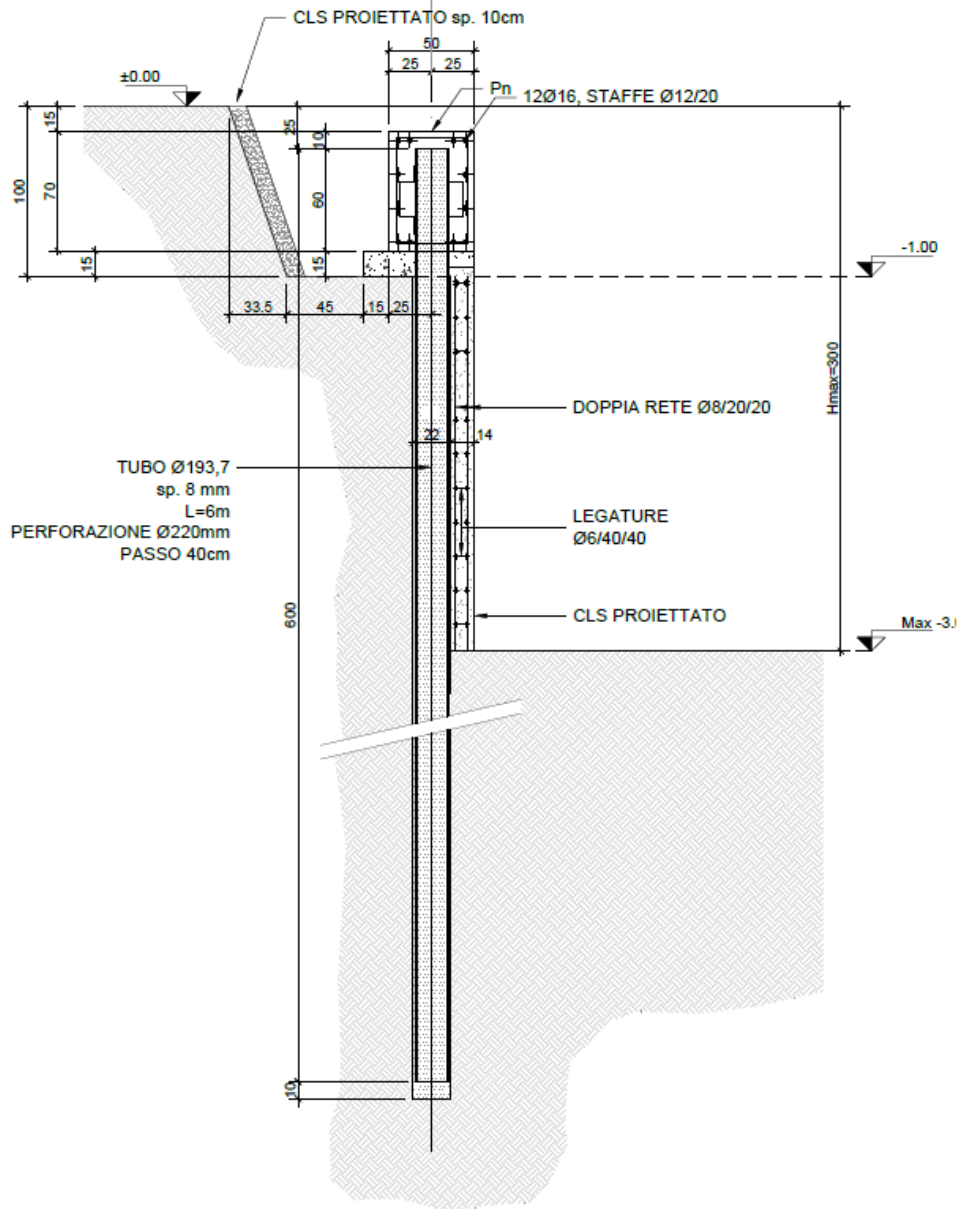 CLS PROIETTATO sp. 10cm
50
25 25
±0.00
Pn
12Ø16, STAFFE Ø12/20
15
25
10
100
70
60
15
15
-1.00
33.5 45 15 25
Hmax=300
DOPPIA RETE Ø8/20/20
22 14
TUBO Ø193,7
sp. 8 mm
L=6m
PERFORAZIONE Ø220mm
PASSO 40cm
LEGATURE
Ø6/40/40
600
CLS PROIETTATO
Max -3.
10